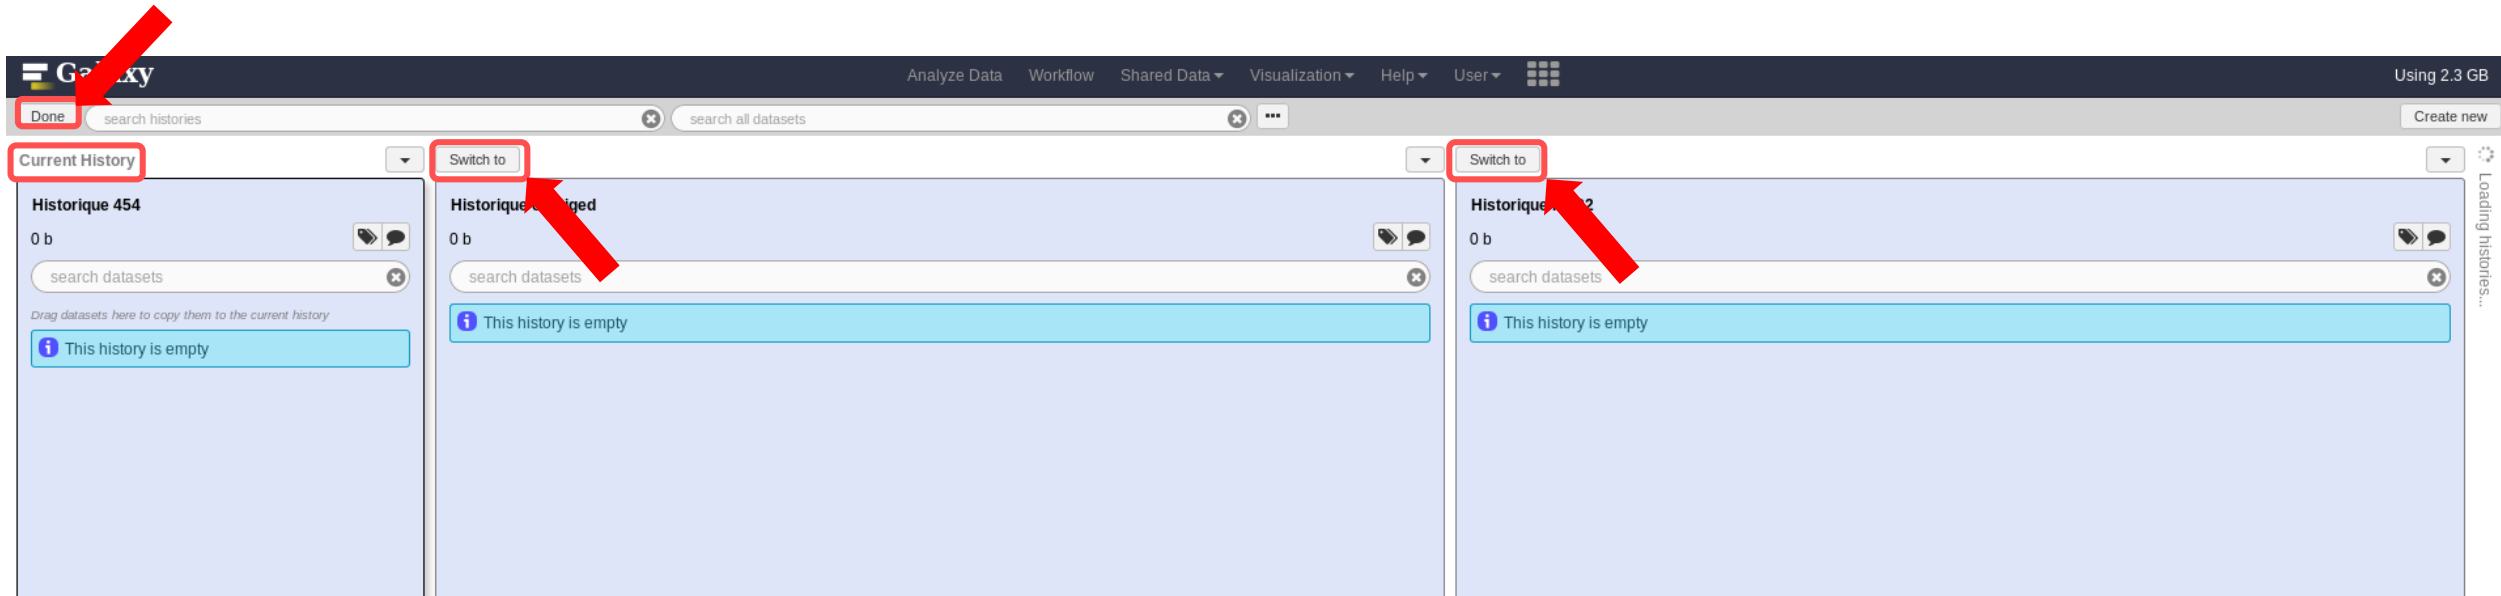 Galaxy
Analyze Data Workflow Shared Data Visualization Help User
Using 2.3 GB
Done
search histories
search all datasets
Create new
Current History
Switch to
Switch to
Historique 454
0 b
search datasets
Drag datasets here to copy them to the current history
This history is empty
Historique
0 b
search datasets
This history is empty
Historique
0 b
search datasets
This history is empty
Loading histories...